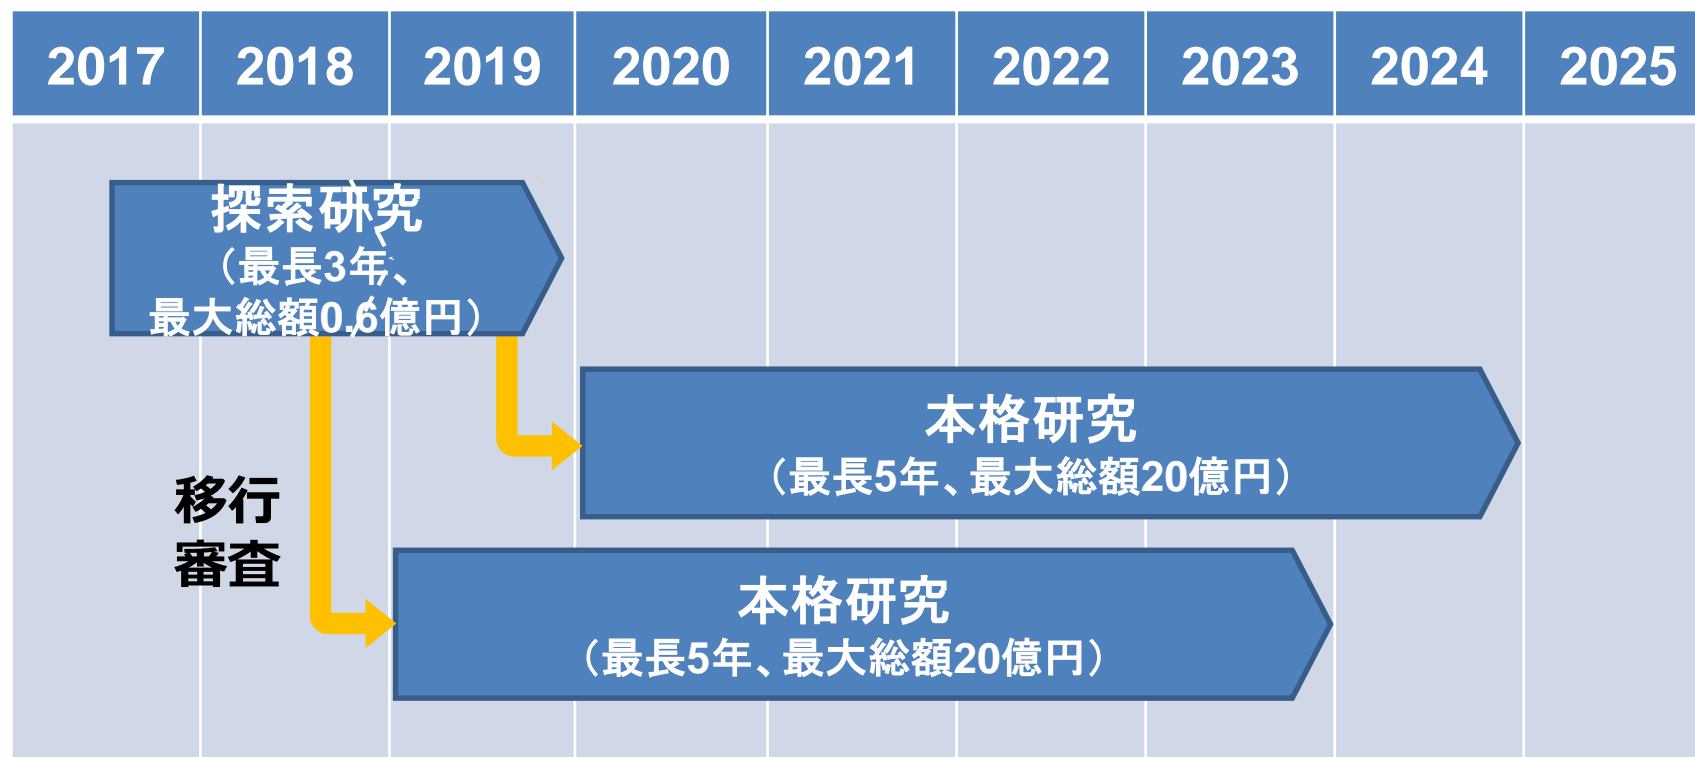 2017 2018 2019 2020 2021 2022 2023 2024 2025
探索研究
（最長3年、
最大総額0.6億円）
本格研究
（最長5年、最大総額20億円）
移行
審査
本格研究
（最長5年、最大総額20億円）